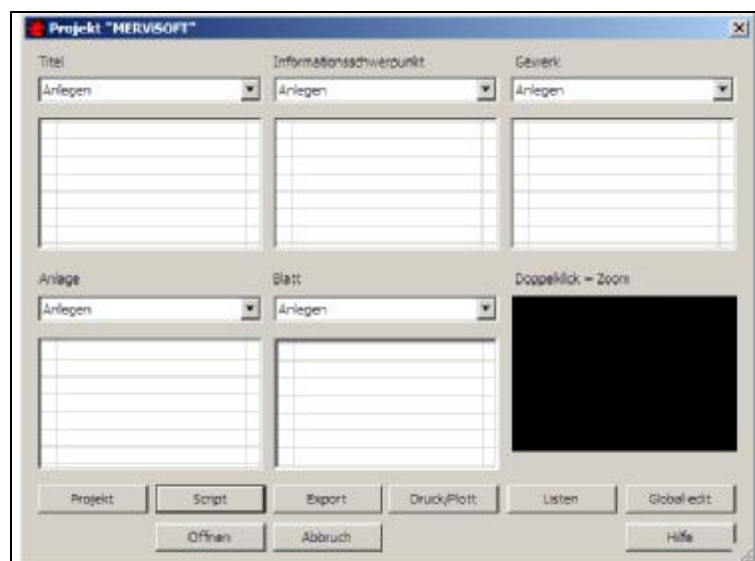 Projekt "MERViSOFT"
Titel Informationsschwerpunkt Gewerk
Anlegen Anlegen Anlegen
Anlage Blatt Doppelklick = Zoom
Anlegen Anlegen
Projekt Script Export Druck/Plott Listen Global edit
Öffnen Abbruch Hilfe